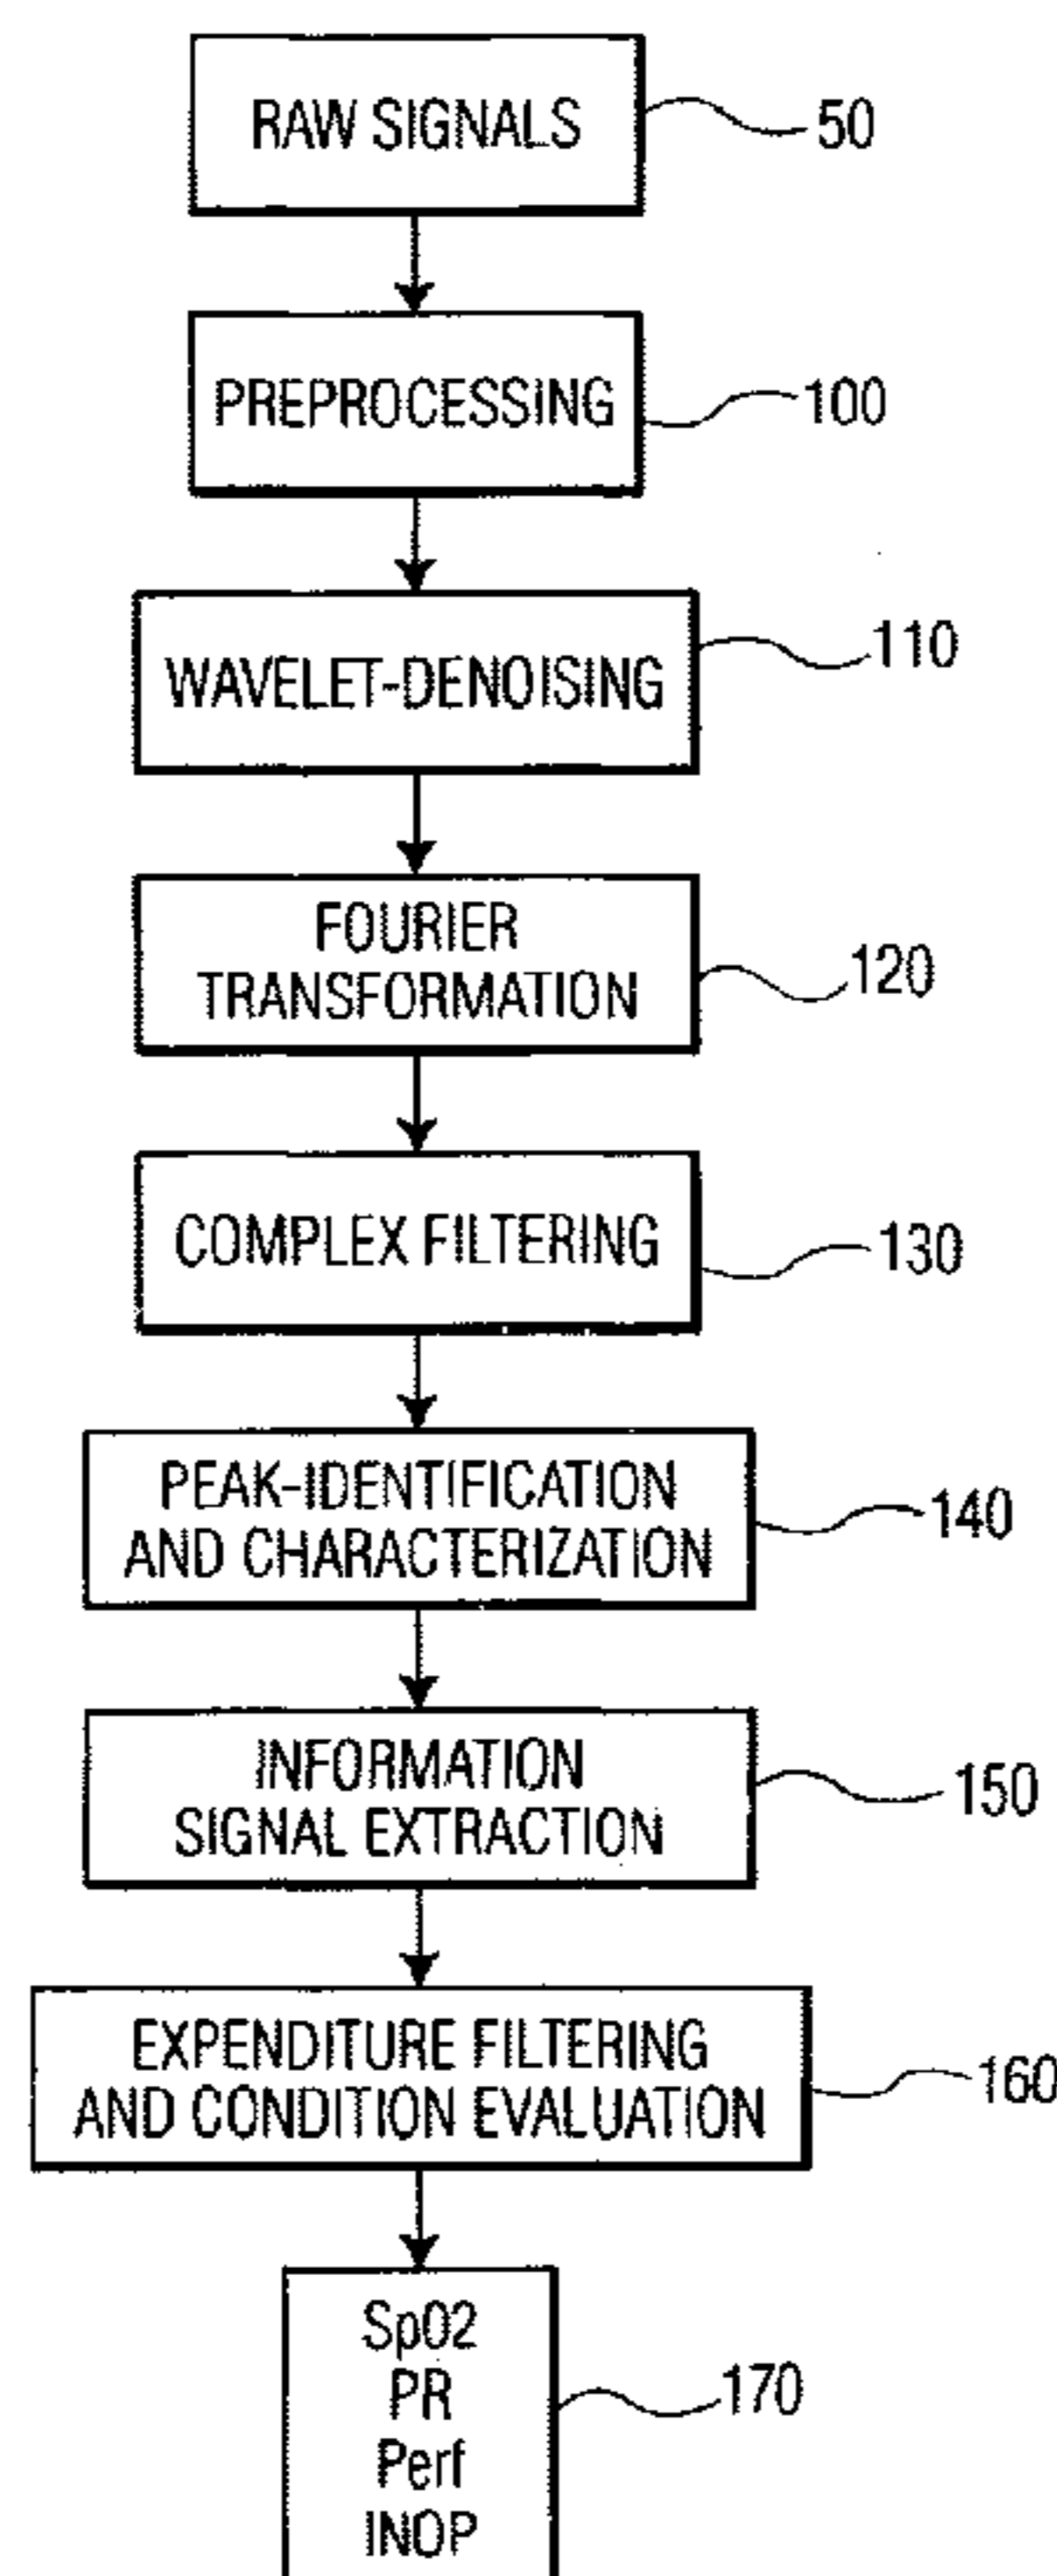 RAW SIGNALS
50
PREPROCESSING
100
WAVELET-DENOISING
110
FOURIER
TRANSFORMATION
120
COMPLEX FILTERING
130
PEAK-IDENTIFICATION
AND CHARACTERIZATION
140
INFORMATION
SIGNAL EXTRACTION
150
EXPENDITURE FILTERING
AND CONDITION EVALUATION
160
SpO2
PR
Perf
INOP
170